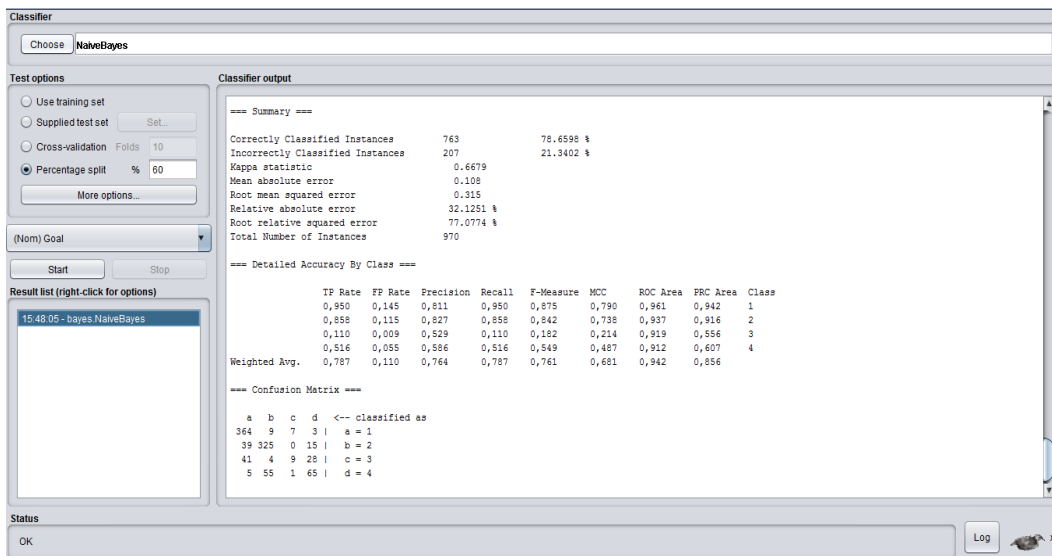 Classifier
Choose NaiveBayes
Test options
Use training set
Supplied test set Set...
Cross-validation Folds 10
Percentage split % 60
More options...
(Nom) Goal
Start Stop
Result list (right-click for options)
15:48:05 - bayes.NaiveBayes
Classifier output
=== Summary ===
Correctly Classified Instances 763 78.6598 %
Incorrectly Classified Instances 207 21.3402 %
Kappa statistic 0.6679
Mean absolute error 0.108
Root mean squared error 0.315
Relative absolute error 32.1251 %
Root relative squared error 77.0774 %
Total Number of Instances 970
=== Detailed Accuracy By Class ===
TP Rate FP Rate Precision Recall F-Measure MCC ROC Area PRC Area Class
0,950 0,145 0,811 0,950 0,875 0,790 0,961 0,942 1
0,858 0,115 0,827 0,858 0,842 0,738 0,937 0,916 2
0,110 0,009 0,529 0,110 0,182 0,214 0,919 0,556 3
0,516 0,055 0,586 0,516 0,549 0,487 0,912 0,607 4
Weighted Avg. 0,787 0,110 0,764 0,787 0,761 0,681 0,942 0,856
=== Confusion Matrix ===
a b c d <-- classified as
364 9 7 3 | a = 1
39 325 0 15 | b = 2
41 4 9 28 | c = 3
5 55 1 65 | d = 4
Status
OK
Log
x